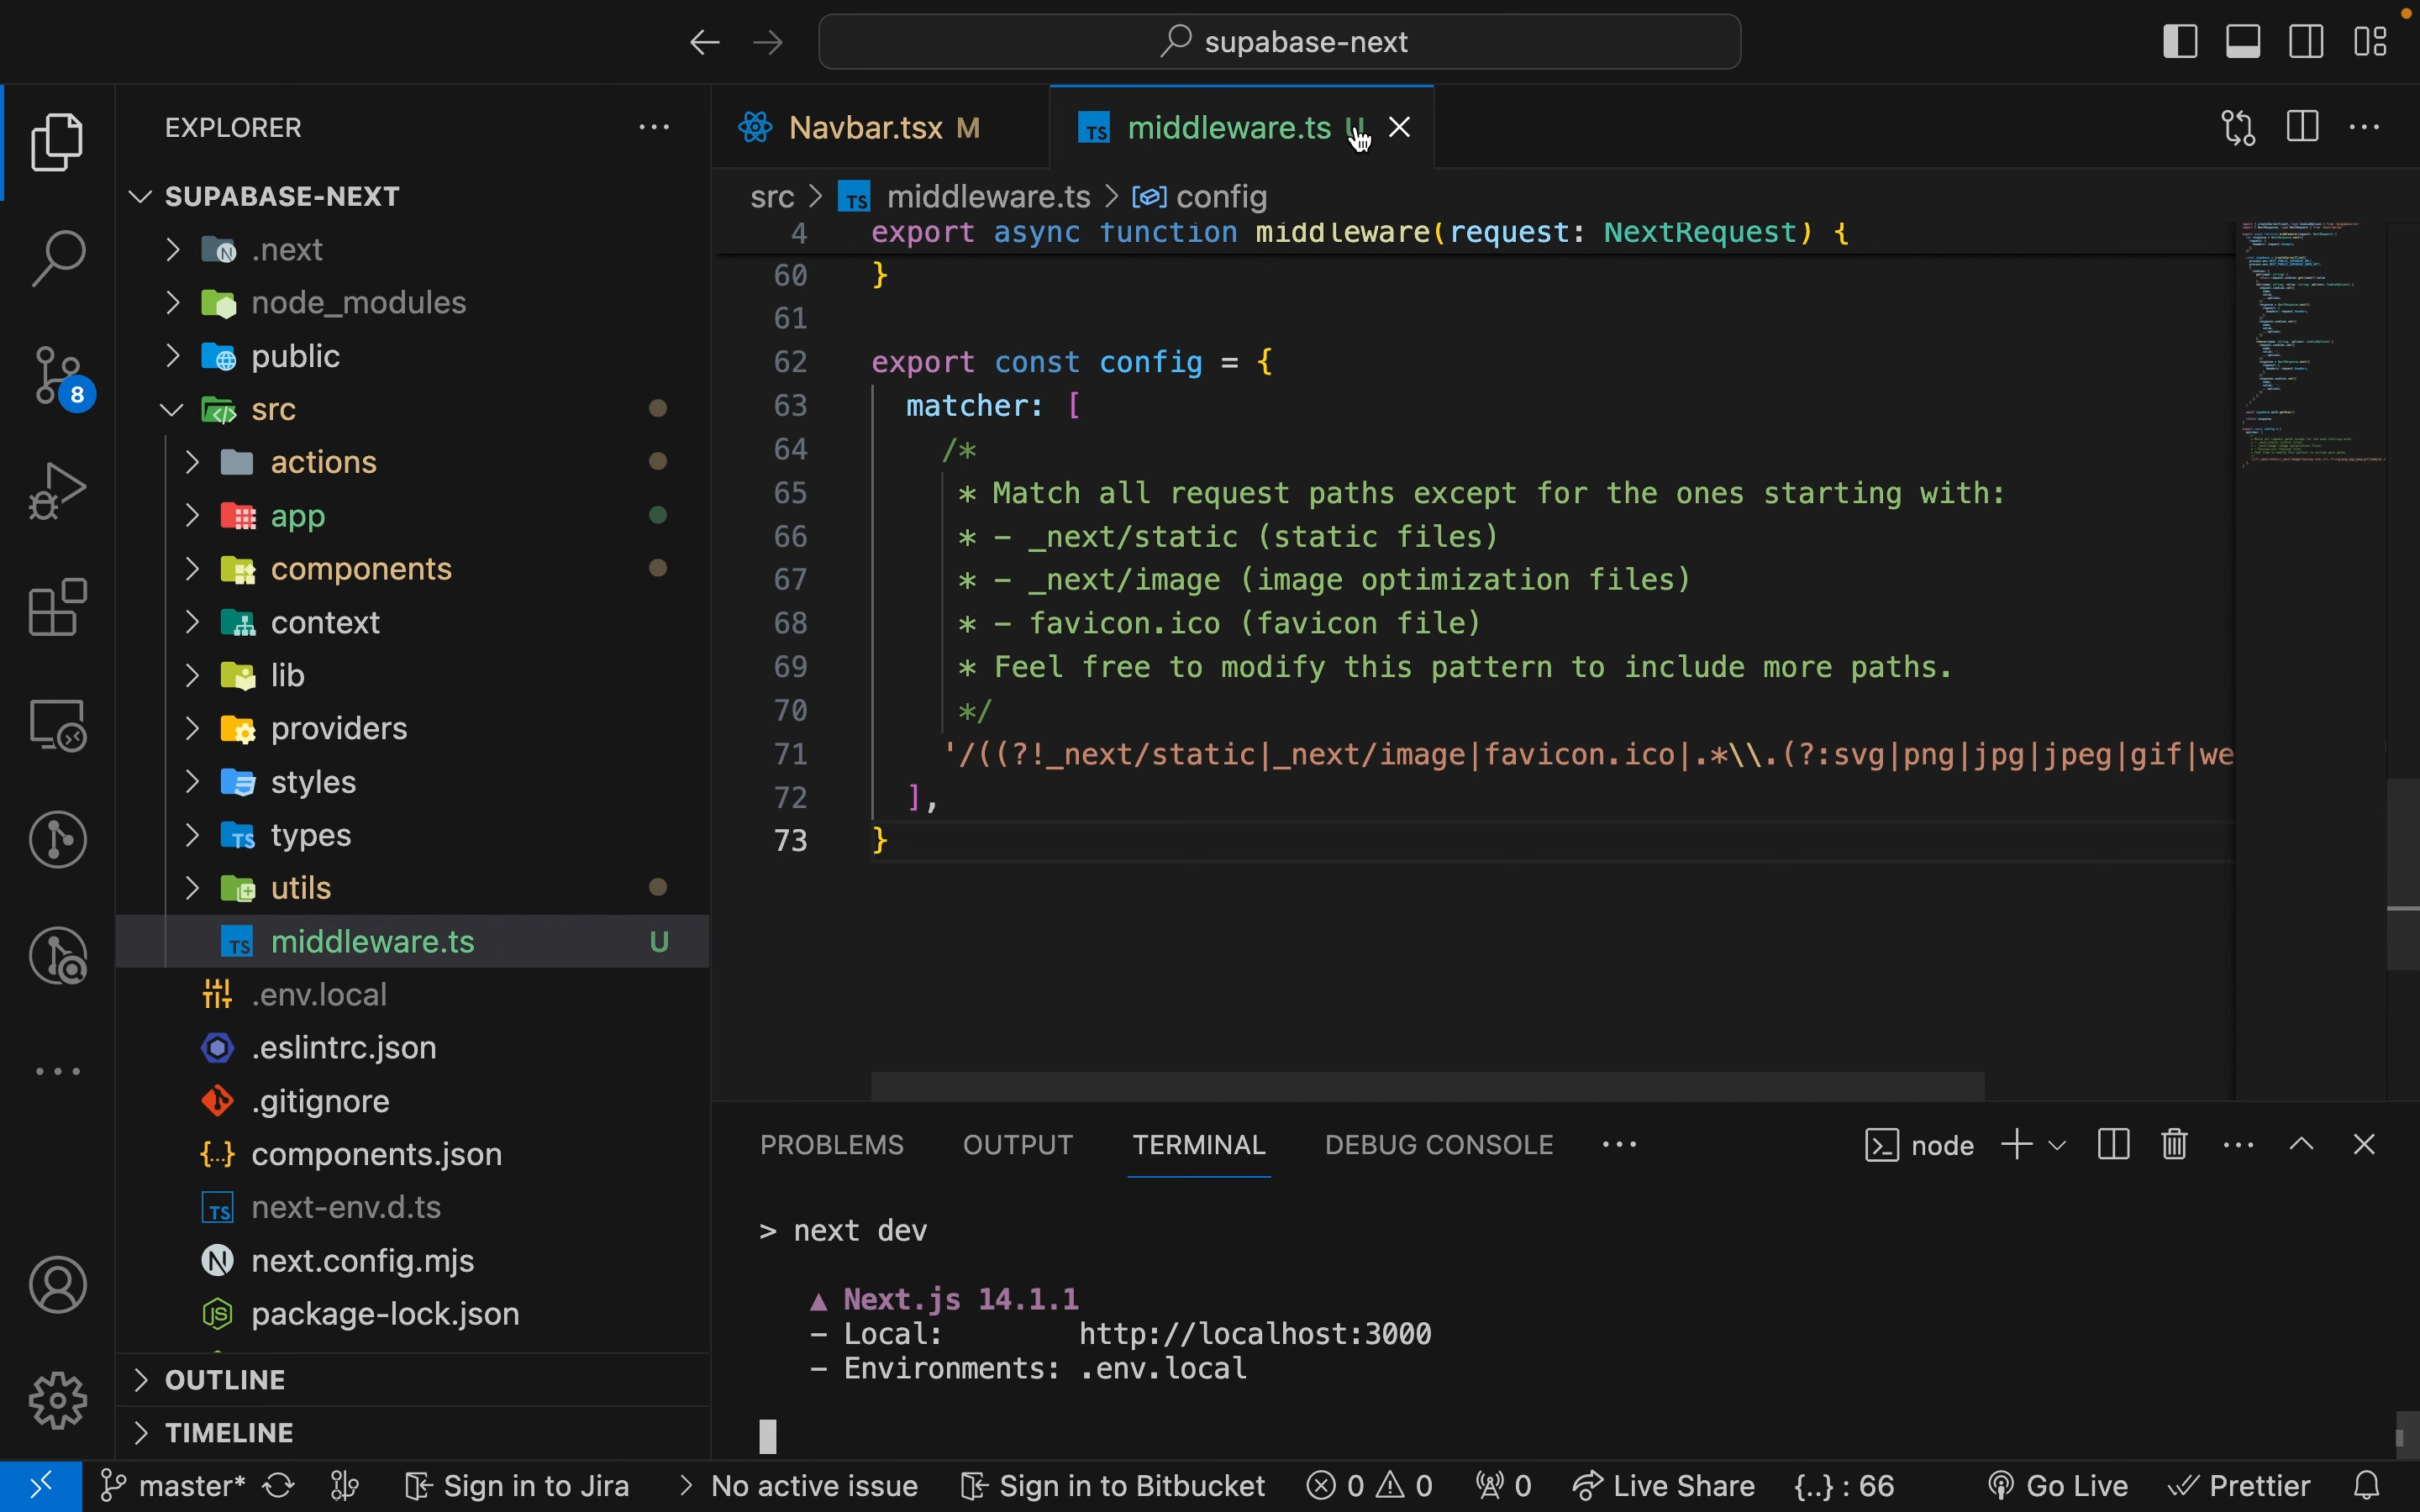 supabase-next
EXPLORER
SUPABASE-NEXT
.next
node_modules
public
src
actions
app
components
context
lib
providers
styles
types
utils
middleware.ts U
.env.local
.eslintrc.json
.gitignore
components.json
next-env.d.ts
next.config.mjs
package-lock.json
OUTLINE
TIMELINE
8
Navbar.tsx M
middleware.ts U
src > middleware.ts > config
4 export async function middleware(request: NextRequest) {
60 }
61
62 export const config = {
63 matcher: [
64 /*
65 * Match all request paths except for the ones starting with:
66 * - _next/static (static files)
67 * - _next/image (image optimization files)
68 * - favicon.ico (favicon file)
69 * Feel free to modify this pattern to include more paths.
70 */
71 '/((?!_next/static|_next/image|favicon.ico|.*\\.(?:svg|png|jpg|jpeg|gif|we
72 ],
73 }
PROBLEMS OUTPUT TERMINAL DEBUG CONSOLE node
> next dev
▲ Next.js 14.1.1
- Local: http://localhost:3000
- Environments: .env.local
master* Sign in to Jira No active issue Sign in to Bitbucket 0 0 0 Live Share {..} : 66 Go Live Prettier